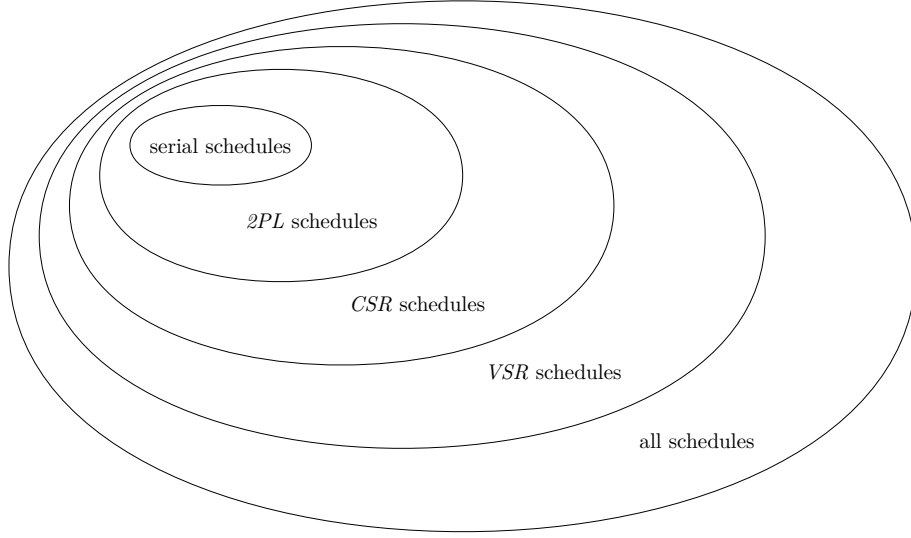 serial schedules
2PL schedules
CSR schedules
VSR schedules
all schedules